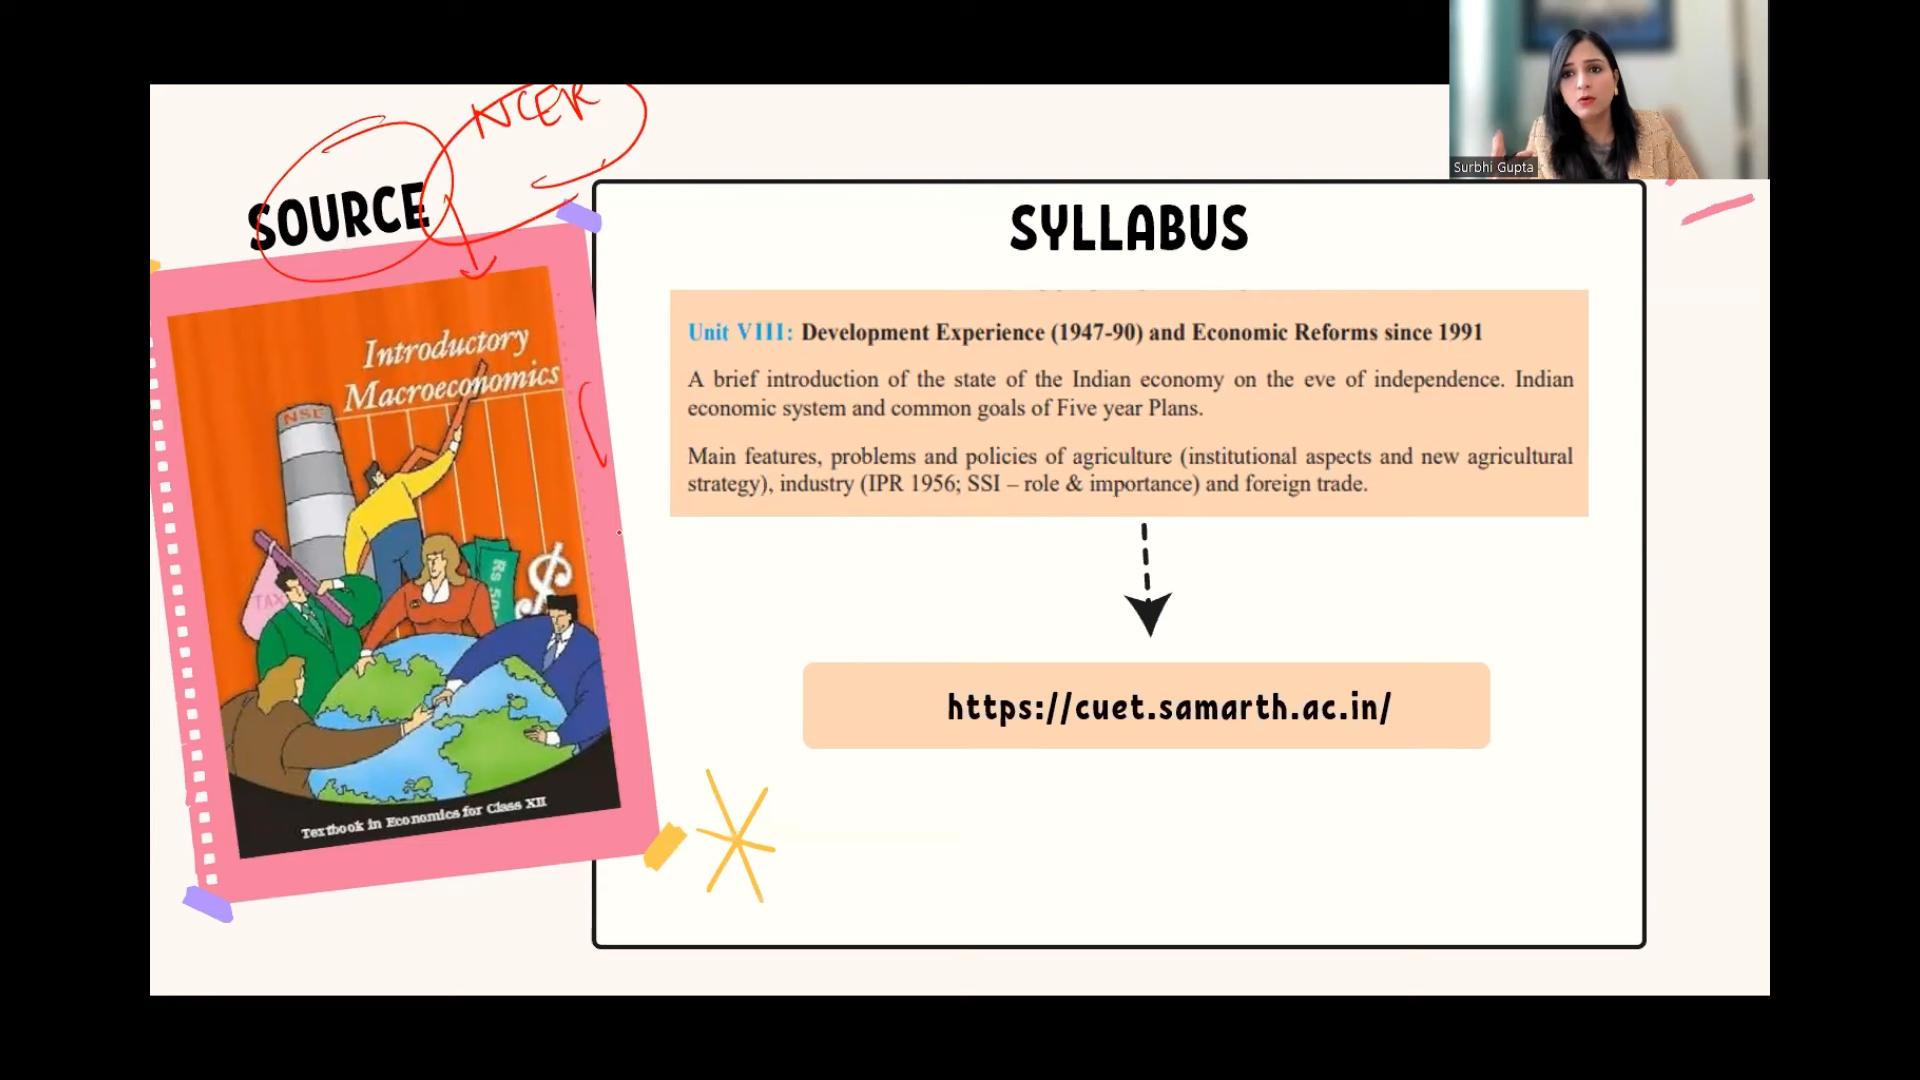 NCER
Surbhi Gupta
SOURCE
SYLLABUS
Introductory
Macroeconomics
NSE
TAX
Rs 50
$
Textbook in Economics for Class XII
Unit VIII: Development Experience (1947-90) and Economic Reforms since 1991
A brief introduction of the state of the Indian economy on the eve of independence. Indian
economic system and common goals of Five year Plans.
Main features, problems and policies of agriculture (institutional aspects and new agricultural
strategy), industry (IPR 1956; SSI – role & importance) and foreign trade.
https://cuet.samarth.ac.in/